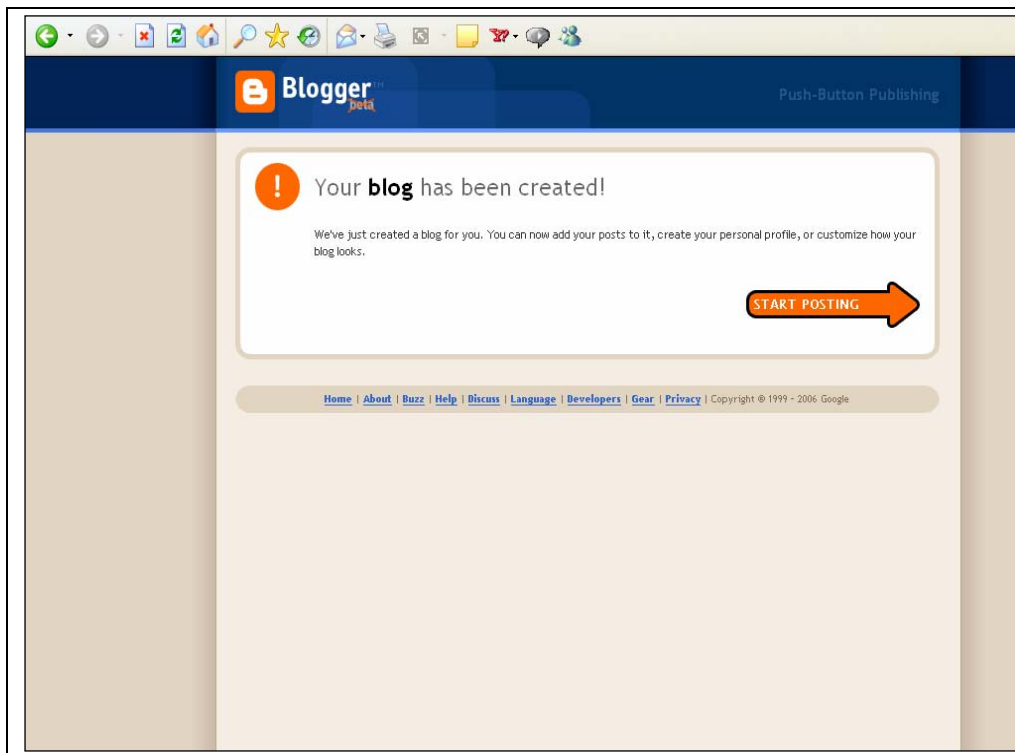 Blogger™
beta
Push-Button Publishing
!
Your blog has been created!
We've just created a blog for you. You can now add your posts to it, create your personal profile, or customize how your
blog looks.
START POSTING
Home | About | Buzz | Help | Discuss | Language | Developers | Gear | Privacy | Copyright © 1999 - 2006 Google